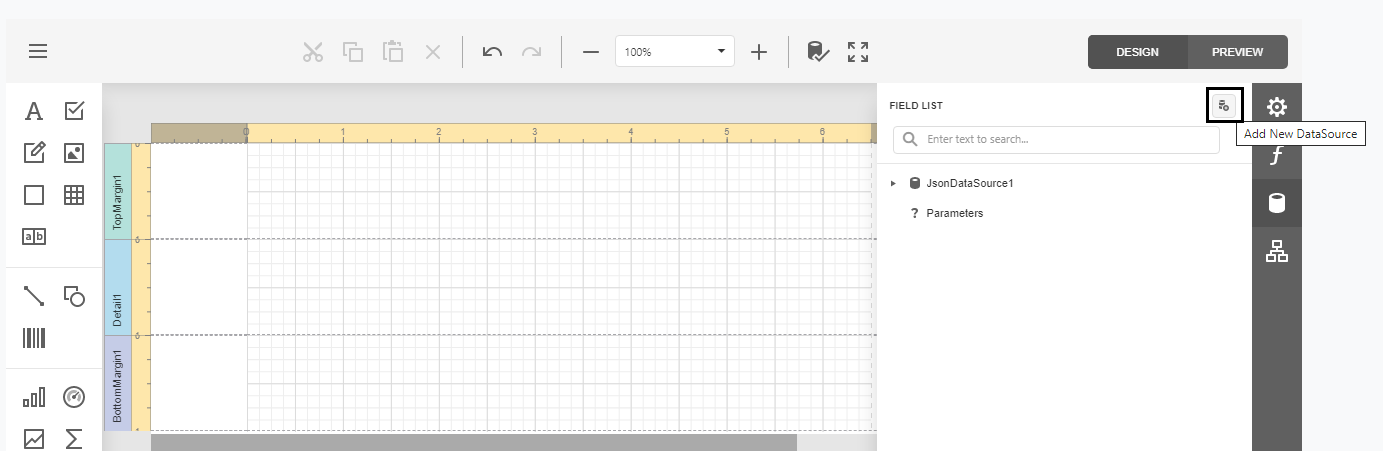 100%
DESIGN
PREVIEW
A
FIELD LIST
Add New DataSource
0 1 2 3 4 5 6
Enter text to search...
f
TopMargin1
JsonDataSource1
? Parameters
a b
Detail1
BottomMargin1
Σ